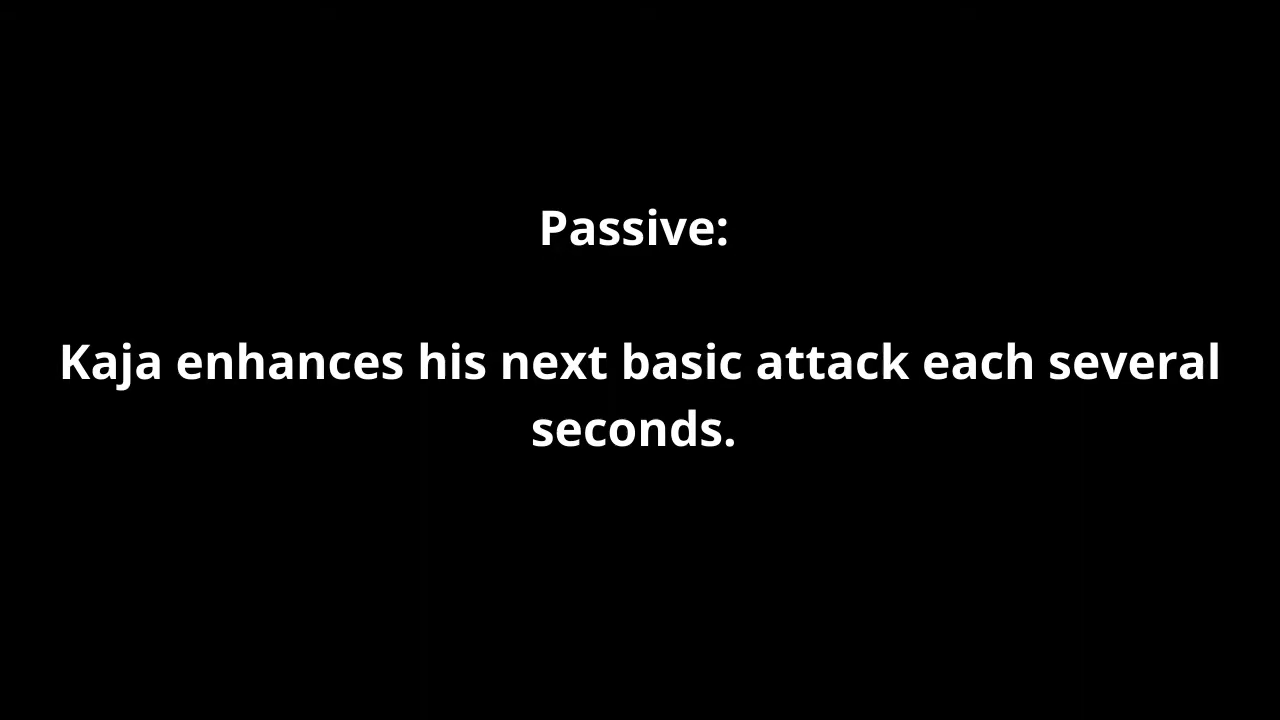 Passive:
Kaja enhances his next basic attack each several
seconds.